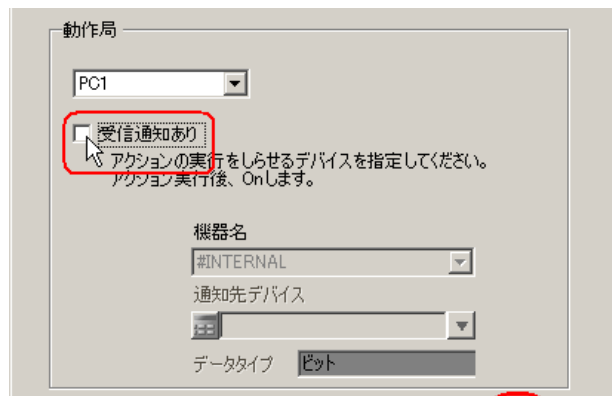 動作局
PC1
受信通知あり
アクションの実行をしらせるデバイスを指定してください。
アクション実行後、Onします。
機器名
#INTERNAL
通知先デバイス
データタイプ ビット